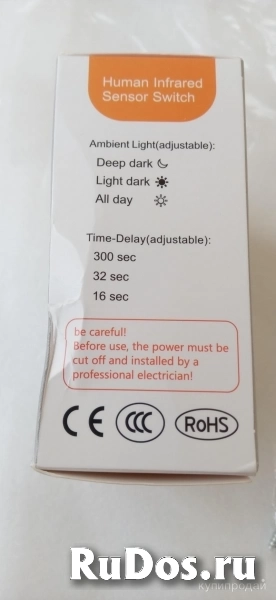 Human Infrared
Sensor Switch
Ambient Light(adjustable):
Deep dark
Light dark
All day
Time-Delay(adjustable):
300 sec
32 sec
16 sec
be careful!
Before use, the power must be
cut off and installed by a
professional electrician!
CE CCC RoHS
купипродай
RuDos.ru